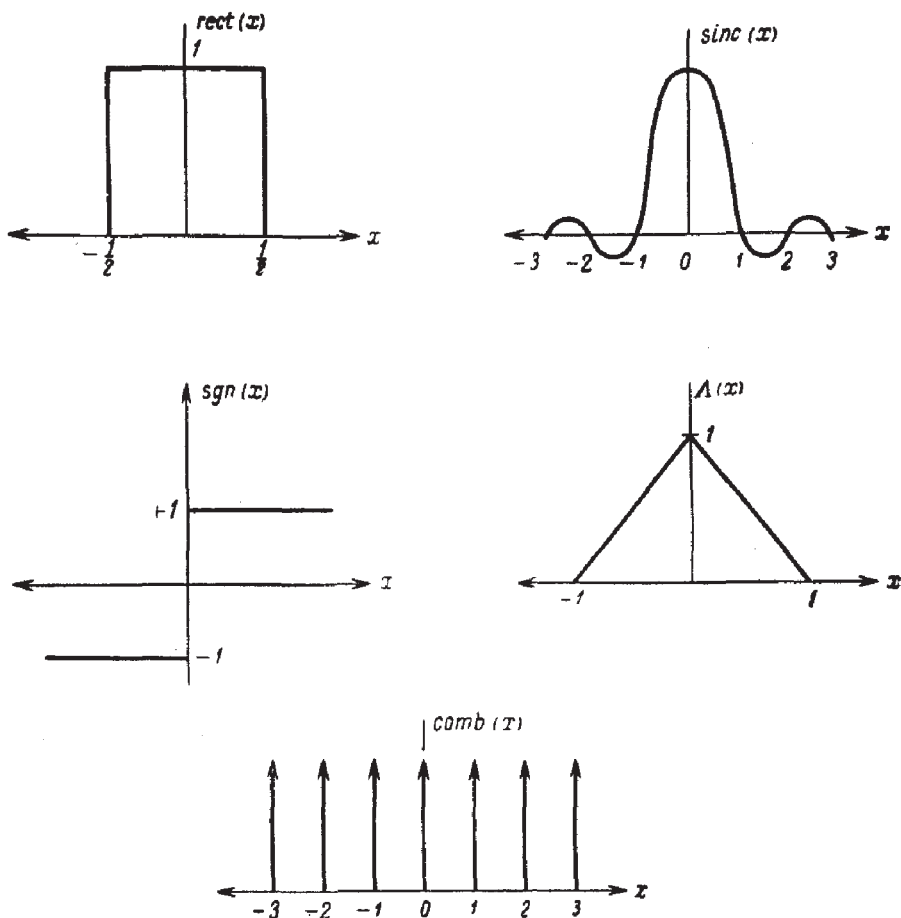 rect(x)
1
-1/2
1/2
x
sinc(x)
-3 -2 -1 0 1 2 3
x
sgn(x)
+1
x
-1
Λ(x)
1
-1
1
x
comb(x)
-3 -2 -1 0 1 2 3
x